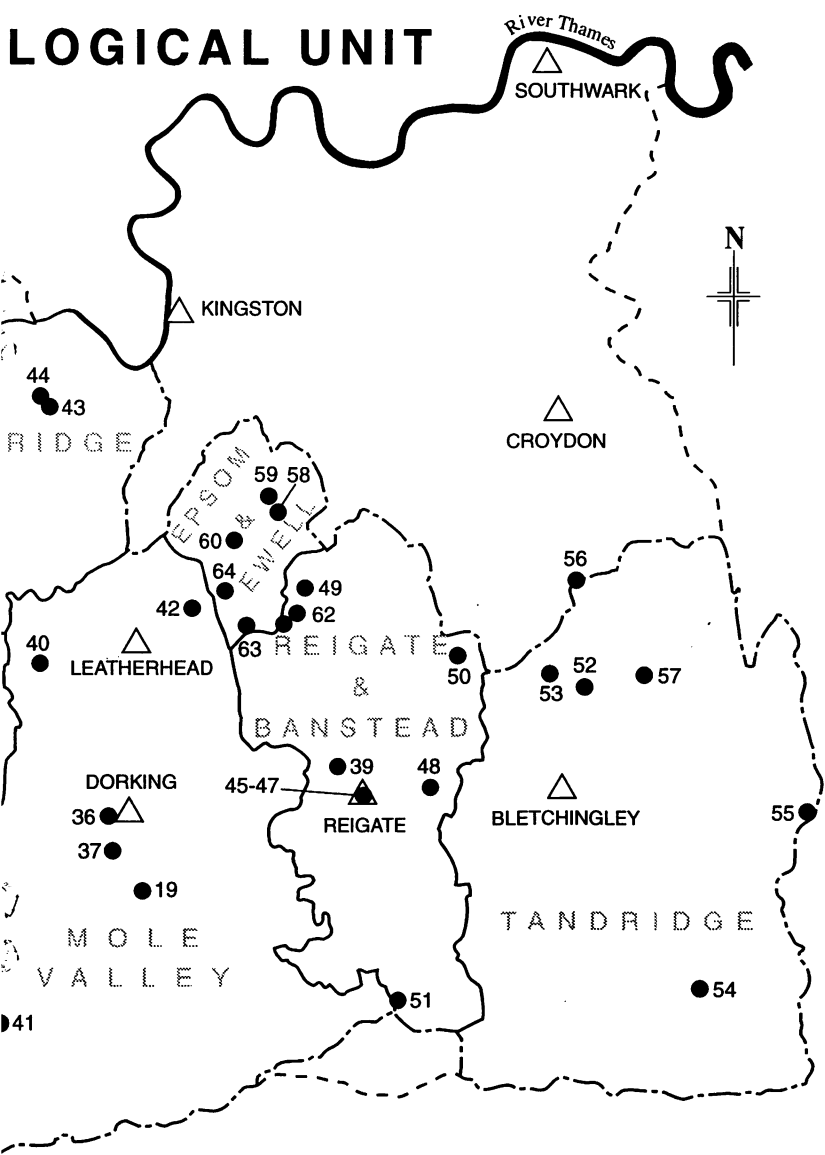 LOGICAL UNIT
River Thames
SOUTHWARK
N
KINGSTON
44
43
RIDGE
CROYDON
EPSOM
&
EWELL
59
58
60
56
64
49
42
62
63
40
LEATHERHEAD
REIGATE
&
BANSTEAD
50
53
52
57
39
48
45-47
REIGATE
DORKING
36
37
19
BLETCHINGLEY
55
MOLE
VALLEY
TANDRIDGE
54
51
41